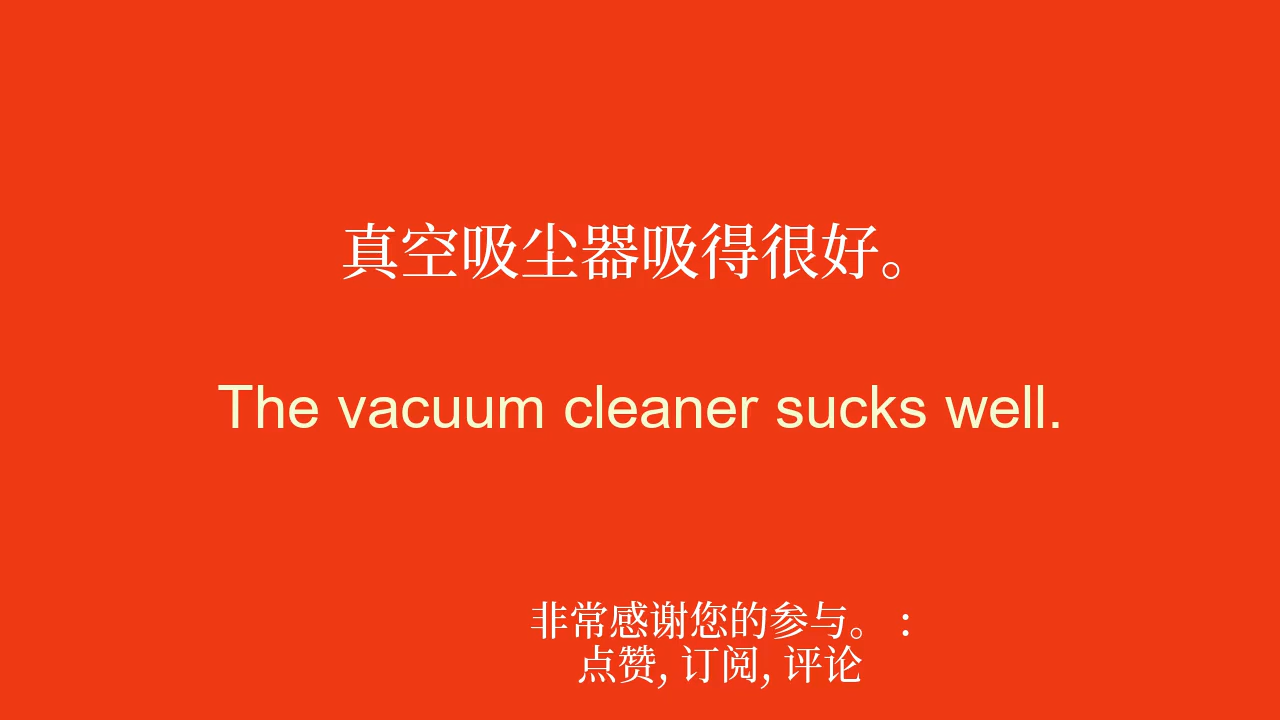 真空吸尘器吸得很好。
The vacuum cleaner sucks well.
非常感谢您的参与。 :
点赞, 订阅, 评论